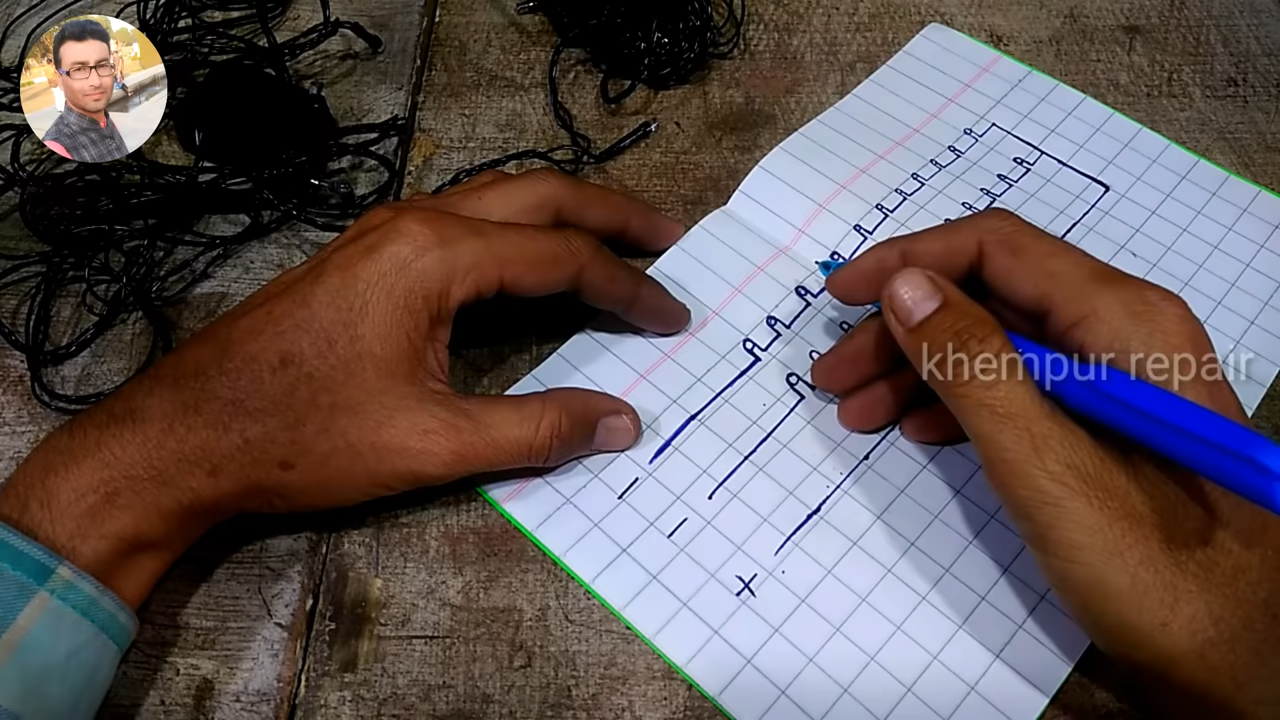 khempur repair
-
-
+